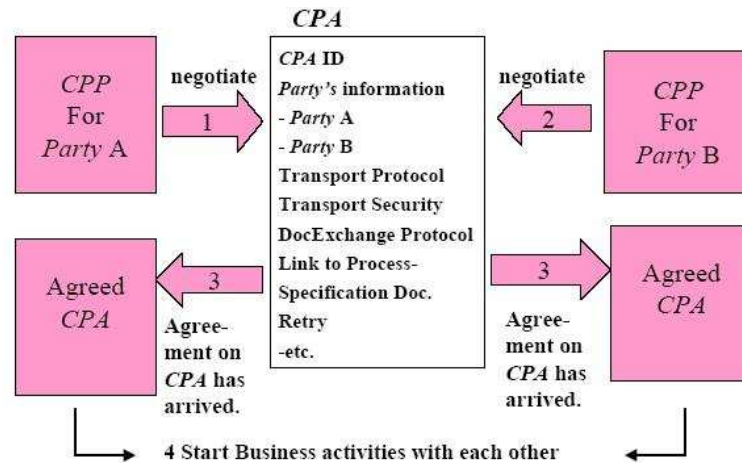 CPA
CPP
For
Party A
negotiate
1
CPA ID
Party's information
- Party A
- Party B
Transport Protocol
Transport Security
DocExchange Protocol
Link to Process-
Specification Doc.
Retry
-etc.
negotiate
2
CPP
For
Party B
Agreed
CPA
3
Agree-
ment on
CPA has
arrived.
3
Agree-
ment on
CPA has
arrived.
Agreed
CPA
4 Start Business activities with each other